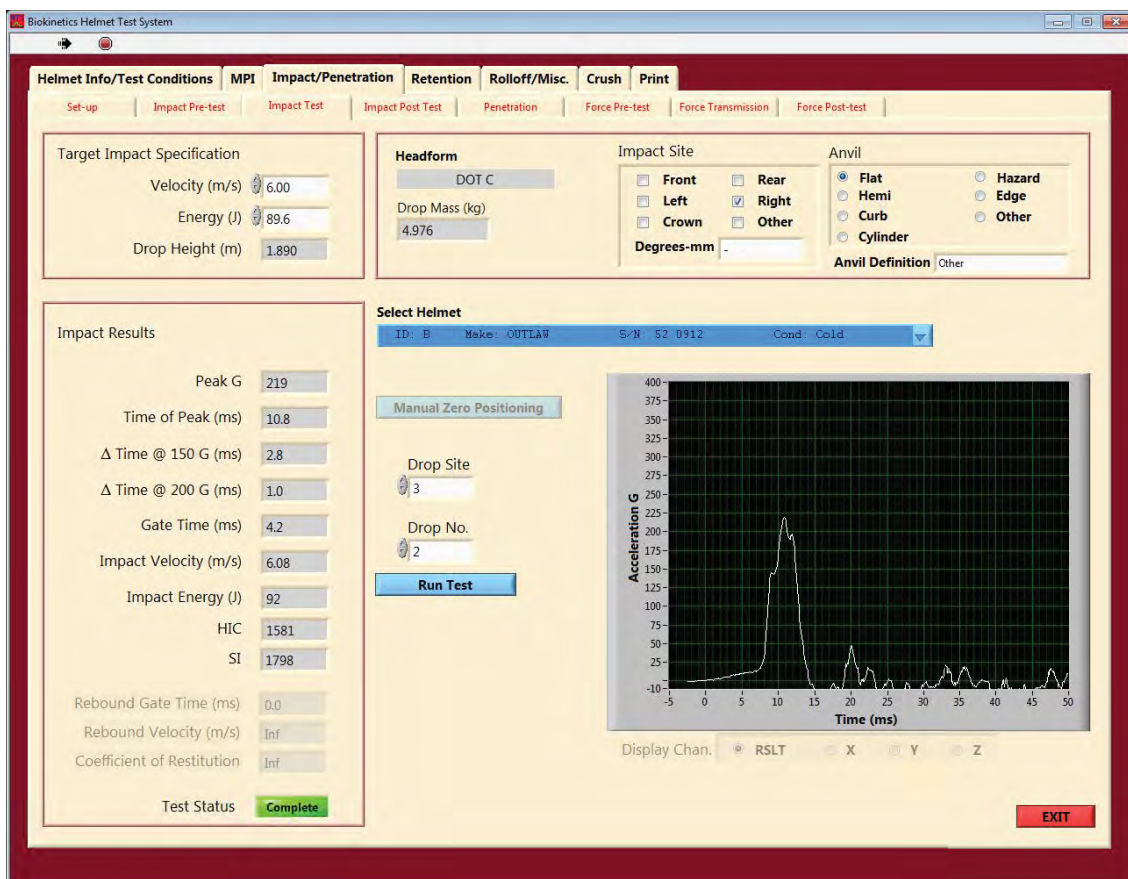 Biokinetics Helmet Test System
Helmet Info/Test Conditions MPI Impact/Penetration Retention Rolloff/Misc. Crush Print
Set-up Impact Pre-test Impact Test Impact Post Test Penetration Force Pre-test Force Transmission Force Post-test
Target Impact Specification
Velocity (m/s) 6.00
Energy (J) 89.6
Drop Height (m) 1.890
Headform
DOT C
Drop Mass (kg)
4.976
Impact Site
Front Rear
Left Right
Crown Other
Degrees-mm -
Anvil
Flat Hazard
Hemi Edge
Curb Other
Cylinder
Anvil Definition Other
Impact Results
Peak G 219
Time of Peak (ms) 10.8
Δ Time @ 150 G (ms) 2.8
Δ Time @ 200 G (ms) 1.0
Gate Time (ms) 4.2
Impact Velocity (m/s) 6.08
Impact Energy (J) 92
HIC 1581
SI 1798
Rebound Gate Time (ms) 0.0
Rebound Velocity (m/s) Inf
Coefficient of Restitution Inf
Test Status Complete
Select Helmet
ID: B Make: OUTLAW S/N: 52 0912 Cond: Cold
Manual Zero Positioning
Drop Site
3
Drop No.
2
Run Test
Acceleration G
400
375
350
325
300
275
250
225
200
175
150
125
100
75
50
25
-10
-5 0 5 10 15 20 25 30 35 40 45 50
Time (ms)
Display Chan. RSLT X Y Z
EXIT